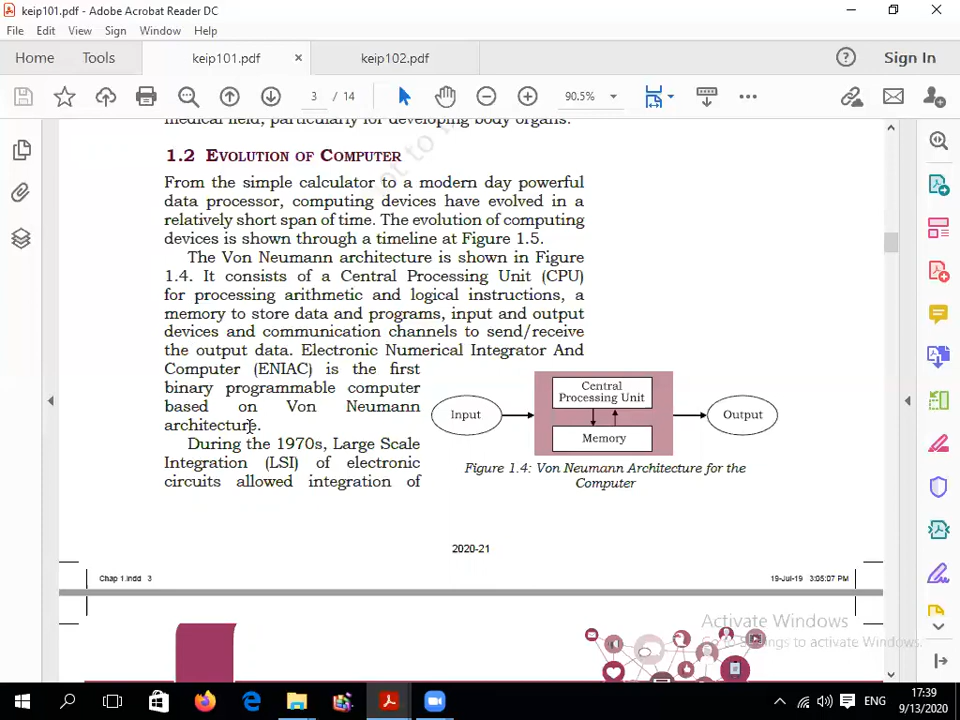 keip101.pdf - Adobe Acrobat Reader DC
File Edit View Window Sign Help
Home Tools keip101.pdf keip102.pdf Sign In
3 / 14 90.5%
medical field, particularly for developing body organs.
1.2 EVOLUTION OF COMPUTER
From the simple calculator to a modern day powerful
data processor, computing devices have evolved in a
relatively short span of time. The evolution of computing
devices is shown through a timeline at Figure 1.5.
The Von Neumann architecture is shown in Figure
1.4. It consists of a Central Processing Unit (CPU)
for processing arithmetic and logical instructions, a
memory to store data and programs, input and output
devices and communication channels to send/receive
the output data. Electronic Numerical Integrator And
Computer (ENIAC) is the first
binary programmable computer
based on Von Neumann
architecture.
During the 1970s, Large Scale
Integration (LSI) of electronic
circuits allowed integration of
Input
Central
Processing Unit
Memory
Output
Figure 1.4: Von Neumann Architecture for the
Computer
2020-21
Chap 1.indd 3
19-Jul-19 3:05:07 PM
Activate Windows
Go to Settings to activate Windows.
ENG
17:39
9/13/2020